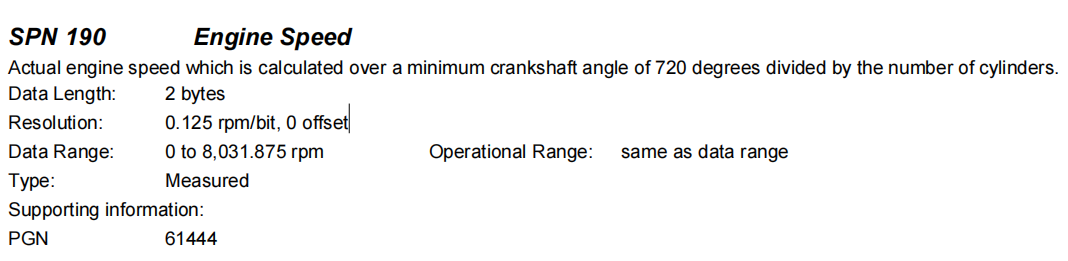 SPN 190 Engine Speed
Actual engine speed which is calculated over a minimum crankshaft angle of 720 degrees divided by the number of cylinders.
Data Length: 2 bytes
Resolution: 0.125 rpm/bit, 0 offset
Data Range: 0 to 8,031.875 rpm Operational Range: same as data range
Type: Measured
Supporting information:
PGN 61444